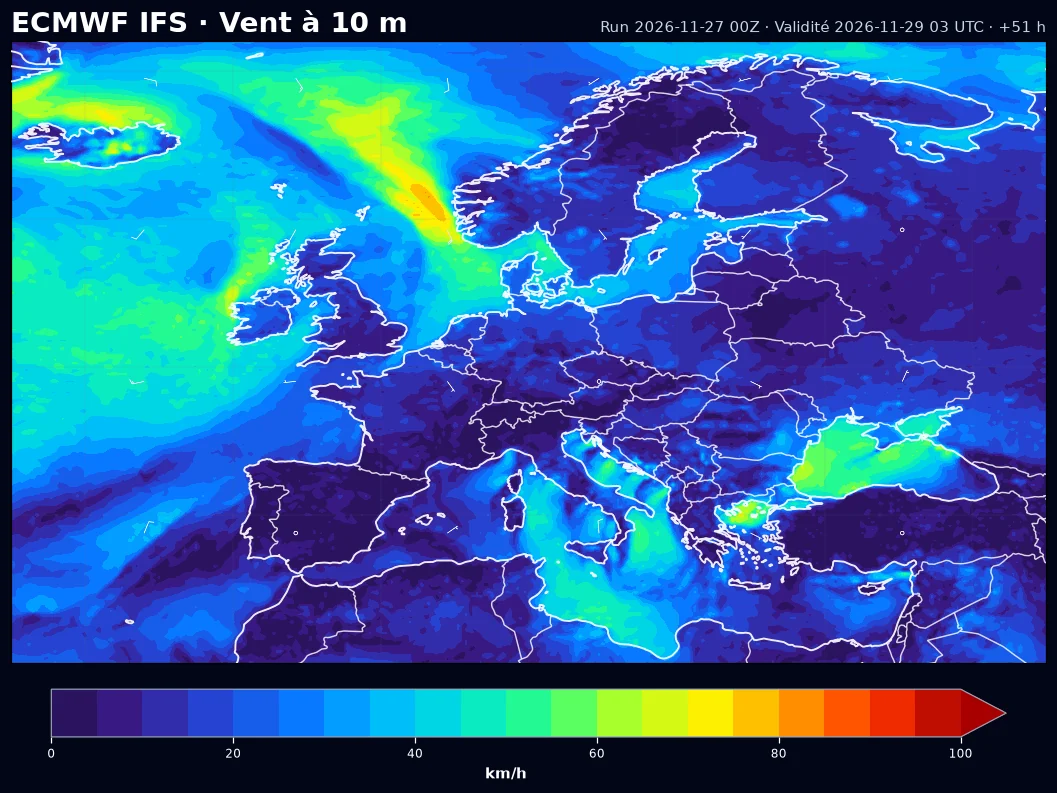 ECMWF IFS · Vent à 10 m
Run 2026-11-27 00Z · Validité 2026-11-29 03 UTC · +51 h
0 20 40 60 80 100
km/h